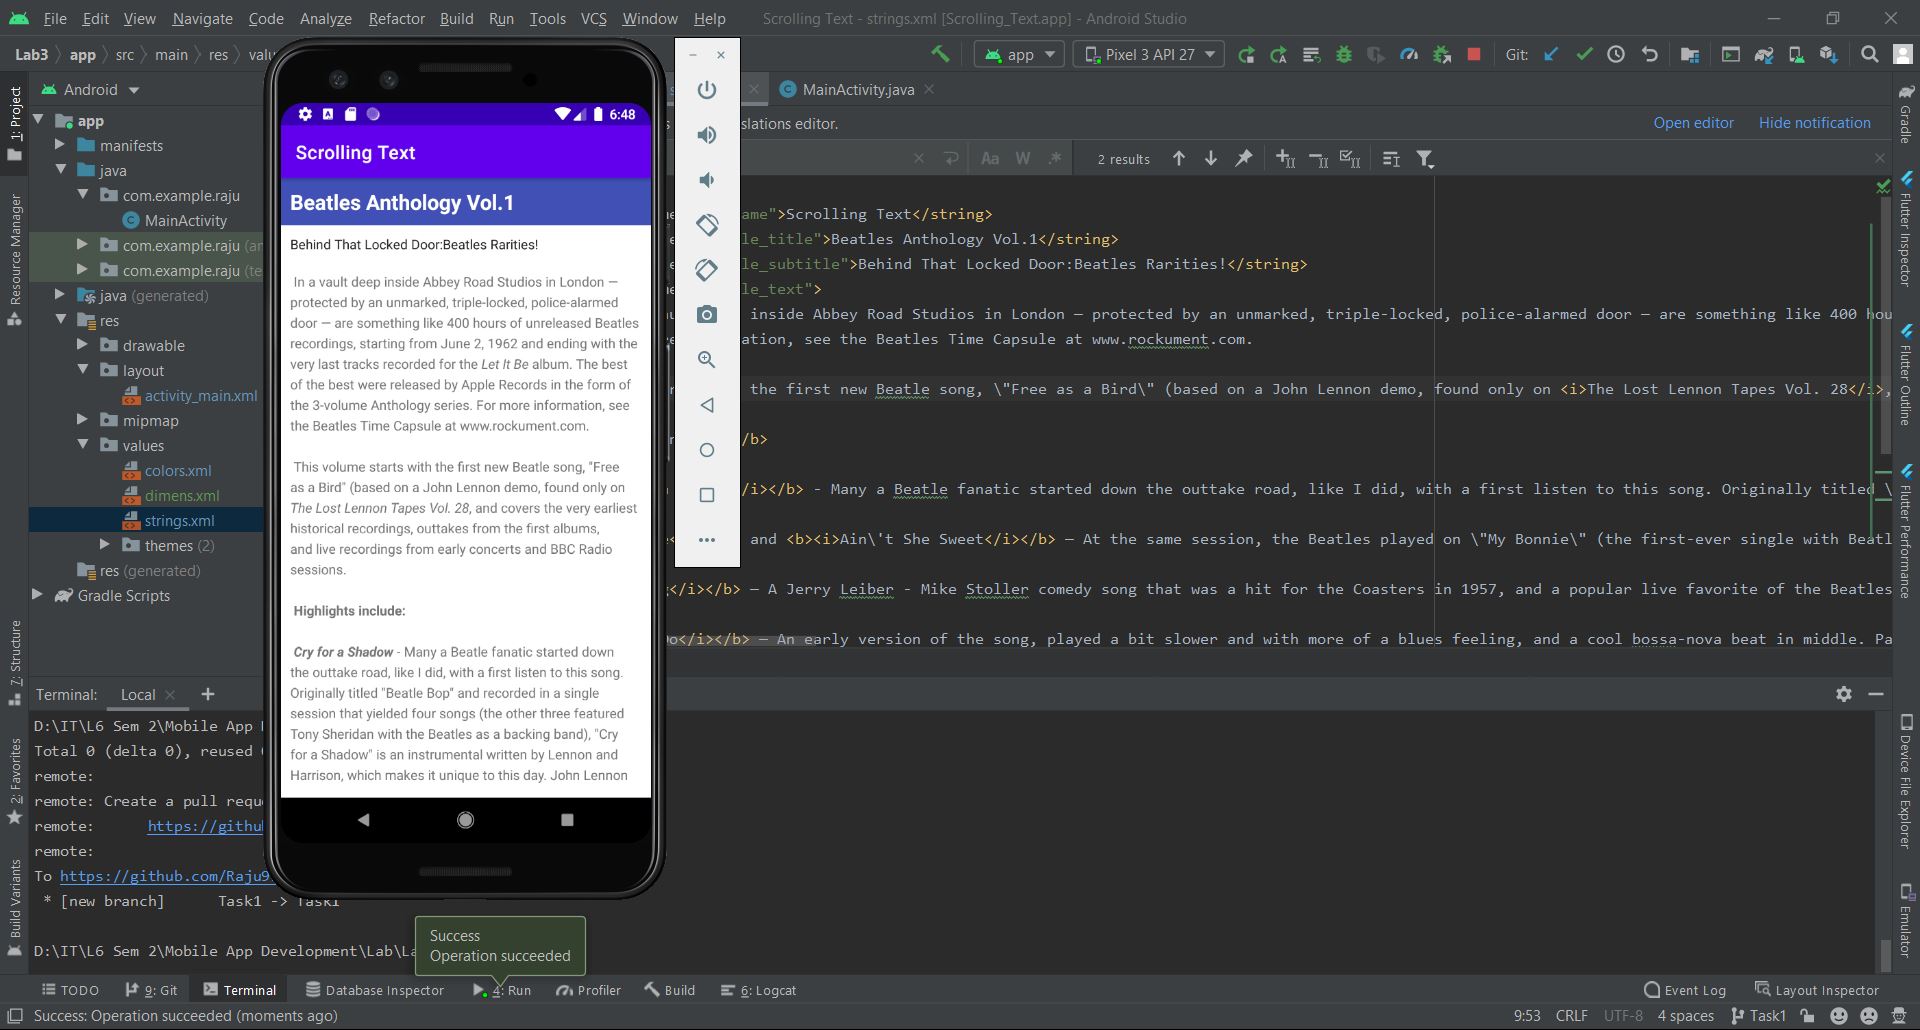 File Edit View Navigate Code Analyze Refactor Build Run Tools VCS Window Help Scrolling Text - strings.xml [Scrolling_Text.app] - Android Studio
Lab3 app src main res
app Pixel 3 API 27 Git:
Android
MainActivity.java
app
manifests
java
com.example.raju
MainActivity
com.example.raju
com.example.raju
java (generated)
res
drawable
layout
activity_main.xml
mipmap
values
colors.xml
dimens.xml
strings.xml
themes (2)
res (generated)
Gradle Scripts
1: Project
Resource Manager
7: Structure
2: Favorites
Build Variants
6:48
Scrolling Text
Beatles Anthology Vol.1
Behind That Locked Door:Beatles Rarities!
In a vault deep inside Abbey Road Studios in London —
protected by an unmarked, triple-locked, police-alarmed
door — are something like 400 hours of unreleased Beatles
recordings, starting from June 2, 1962 and ending with the
very last tracks recorded for the Let It Be album. The best
of the best were released by Apple Records in the form of
the 3-volume Anthology series. For more information, see
the Beatles Time Capsule at www.rockument.com.
This volume starts with the first new Beatle song, "Free
as a Bird" (based on a John Lennon demo, found only on
The Lost Lennon Tapes Vol. 28, and covers the very earliest
historical recordings, outtakes from the first albums,
and live recordings from early concerts and BBC Radio
sessions.
Highlights include:
Cry for a Shadow - Many a Beatle fanatic started down
the outtake road, like I did, with a first listen to this song.
Originally titled "Beatle Bop" and recorded in a single
session that yielded four songs (the other three featured
Tony Sheridan with the Beatles as a backing band), "Cry
for a Shadow" is an instrumental written by Lennon and
Harrison, which makes it unique to this day. John Lennon
slations editor. Open editor Hide notification
Aa W .* 2 results
ame">Scrolling Text</string>
le_title">Beatles Anthology Vol.1</string>
le_subtitle">Behind That Locked Door:Beatles Rarities!</string>
le_text">
inside Abbey Road Studios in London — protected by an unmarked, triple-locked, police-alarmed door — are something like 400 hou
ation, see the Beatles Time Capsule at www.rockument.com.
the first new Beatle song, \"Free as a Bird\" (based on a John Lennon demo, found only on <i>The Lost Lennon Tapes Vol. 28</i>,
/b>
/i></b> - Many a Beatle fanatic started down the outtake road, like I did, with a first listen to this song. Originally titled \
and <b><i>Ain\'t She Sweet</i></b> — At the same session, the Beatles played on \"My Bonnie\" (the first-ever single with Beatl
</i></b> — A Jerry Leiber - Mike Stoller comedy song that was a hit for the Coasters in 1957, and a popular live favorite of the Beatles
Do</i></b> — An early version of the song, played a bit slower and with more of a blues feeling, and a cool bossa-nova beat in middle. Pa
Gradle
Flutter Inspector
Flutter Outline
Flutter Performance
Device File Explorer
Emulator
Terminal: Local
D:\IT\L6 Sem 2\Mobile App
Total 0 (delta 0), reused
remote:
remote: Create a pull requ
remote: https://githu
remote:
To https://github.com/Raju9
* [new branch] Task1 -> Task1
D:\IT\L6 Sem 2\Mobile App Development\Lab\La
Success
Operation succeeded
TODO 9: Git Terminal Database Inspector 4: Run Profiler Build 6: Logcat Event Log Layout Inspector
Success: Operation succeeded (moments ago) 9:53 CRLF UTF-8 4 spaces Task1